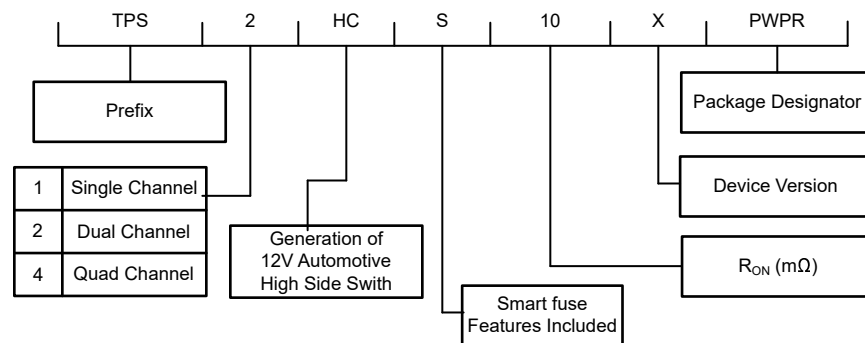 TPS 2 HC S 10 X PWPR
Prefix
Package Designator
1 Single Channel
2 Dual Channel
4 Quad Channel
Device Version
Generation of
12V Automotive
High Side Swith
R_ON (mΩ)
Smart fuse
Features Included